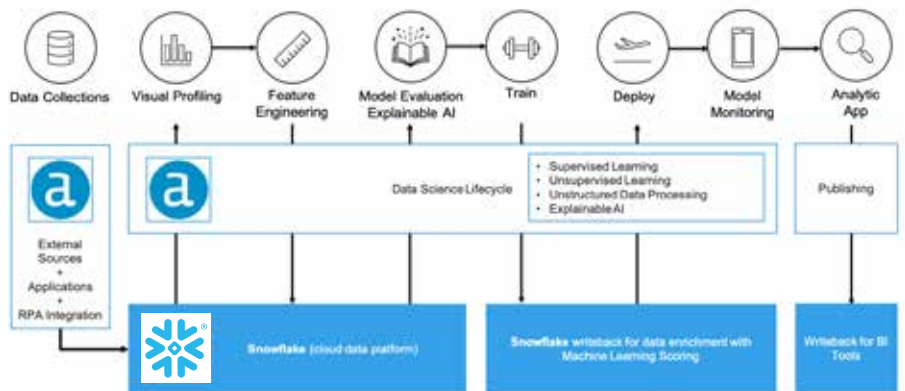 Data Collections
Visual Profiling
Feature
Engineering
Model Evaluation
Explainable AI
Train
Deploy
Model
Monitoring
Analytic
App
a
External
Sources
+
Applications
+
RPA Integration
a
Data Science Lifecycle
• Supervised Learning
• Unsupervised Learning
• Unstructured Data Processing
• Explainable AI
Publishing
®
Snowflake (cloud data platform)
Snowflake writeback for data enrichment with
Machine Learning Scoring
Writeback for BI
Tools